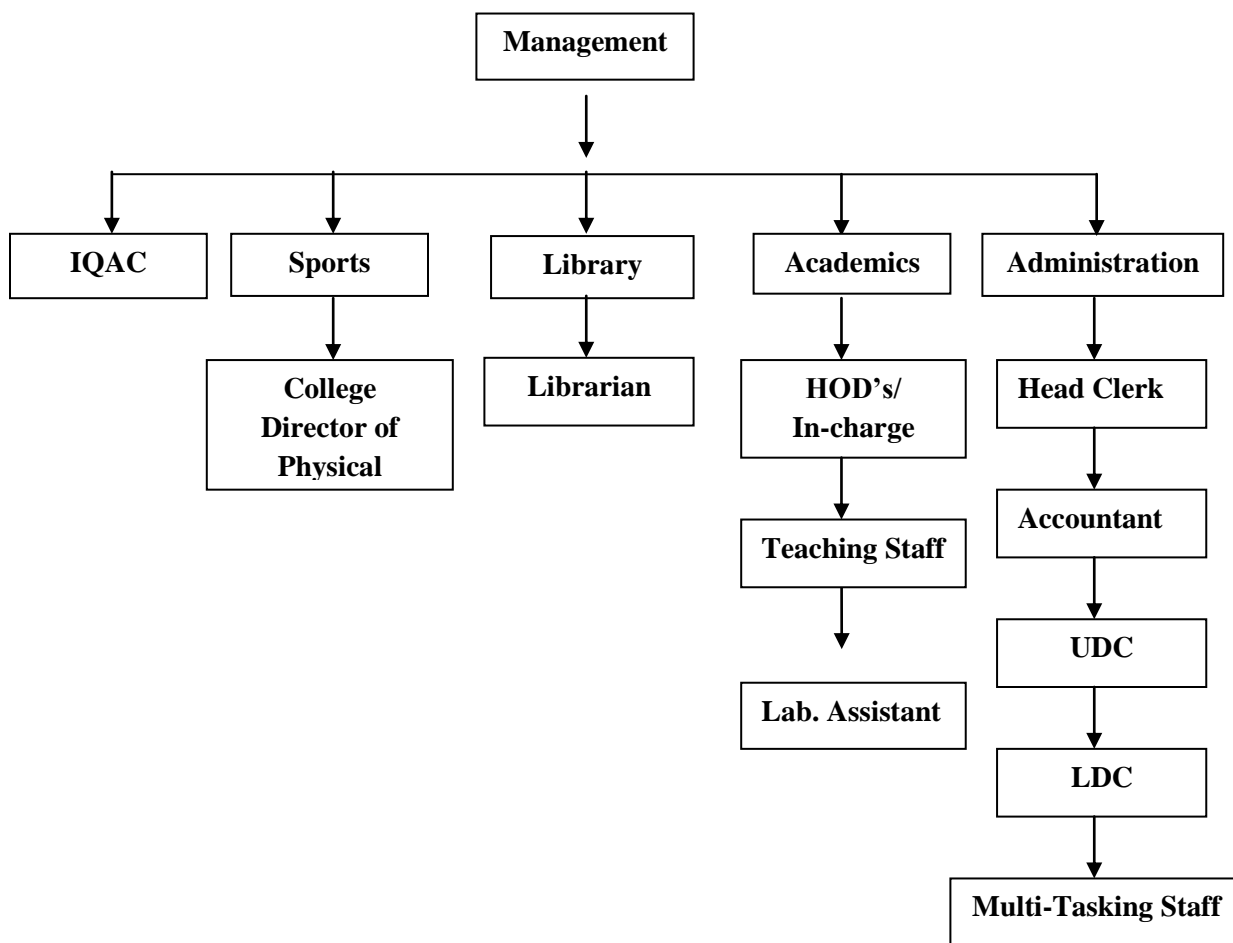 Management
IQAC
Sports
Library
Academics
Administration
College
Director of
Physical
Librarian
HOD's/
In-charge
Head Clerk
Teaching Staff
Accountant
Lab. Assistant
UDC
LDC
Multi-Tasking Staff